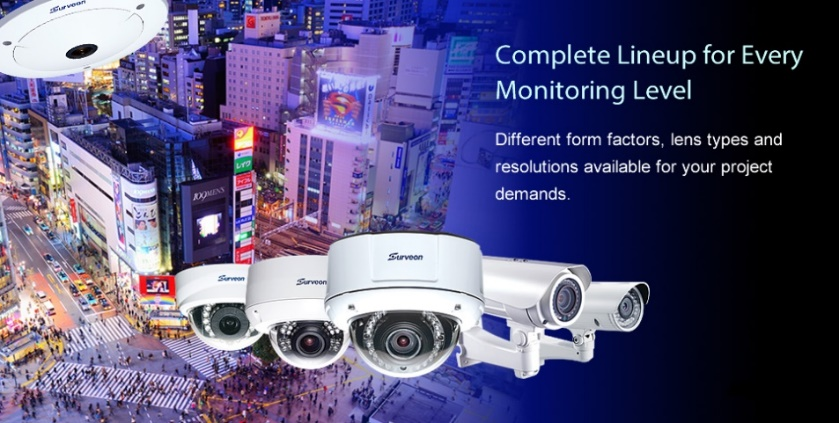 Surveon
Complete Lineup for Every
Monitoring Level
Different form factors, lens types and
resolutions available for your project
demands.
109MEN'S
Surveon
Surveon
Surveon